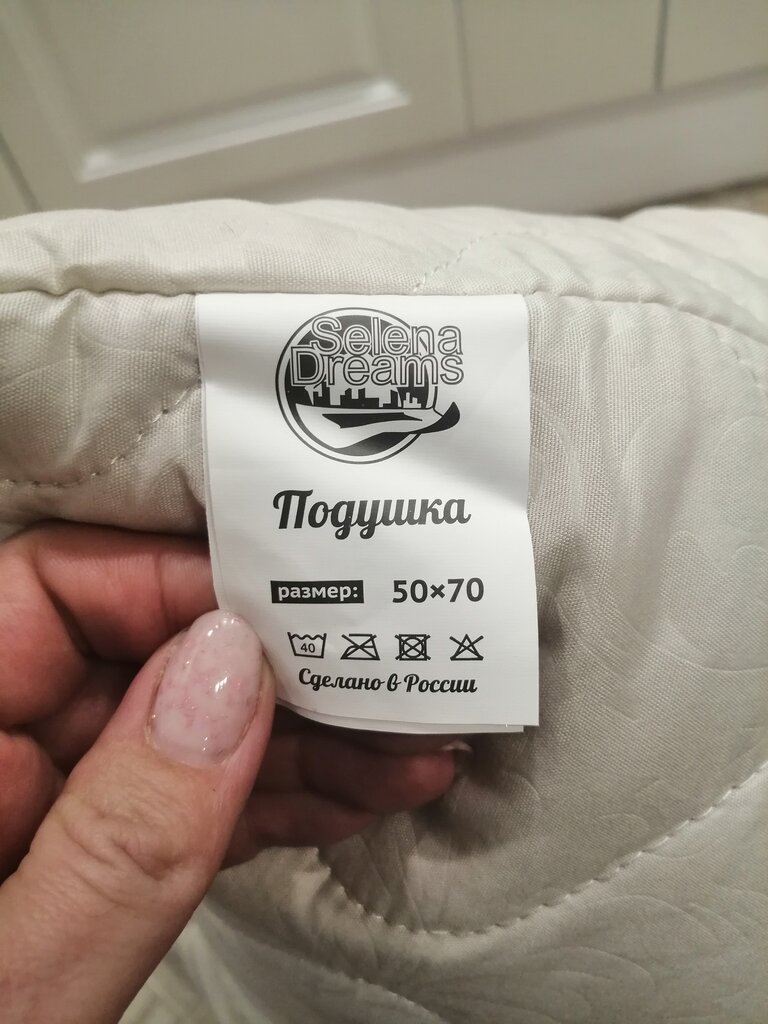 Selena
Dreams
Подушка
размер: 50×70
40
Сделано в России